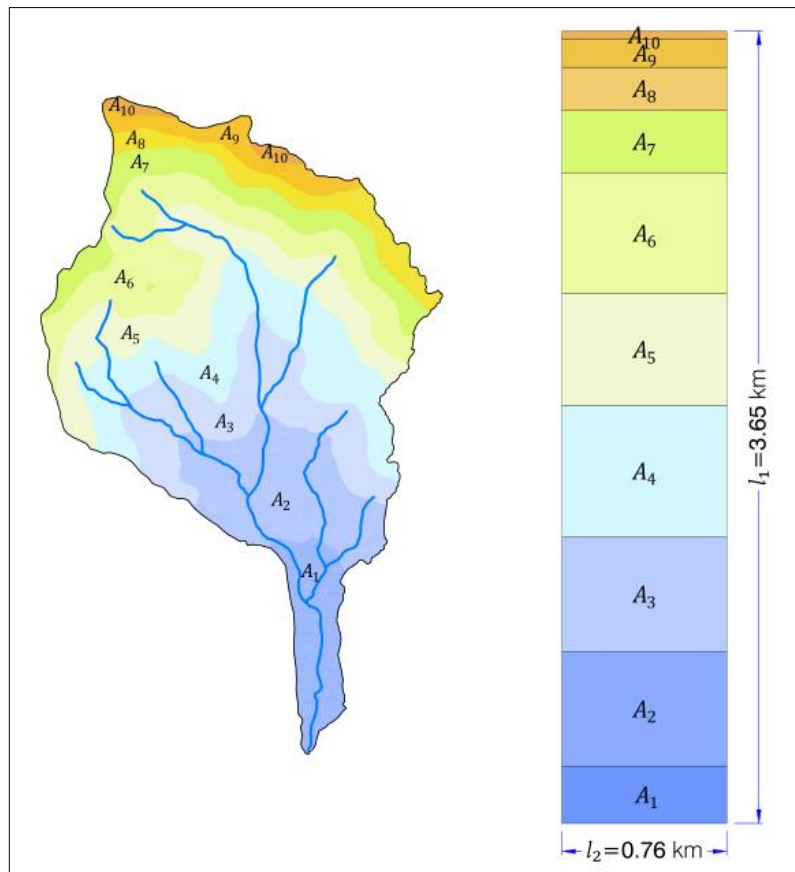 A₁₀
A₉
A₈
A₁₀
A₇
A₆
A₅
A₄
A₃
A₂
A₁
A₁₀
A₉
A₈
A₇
A₆
A₅
A₄
A₃
A₂
A₁
l₁=3.65 km
l₂=0.76 km